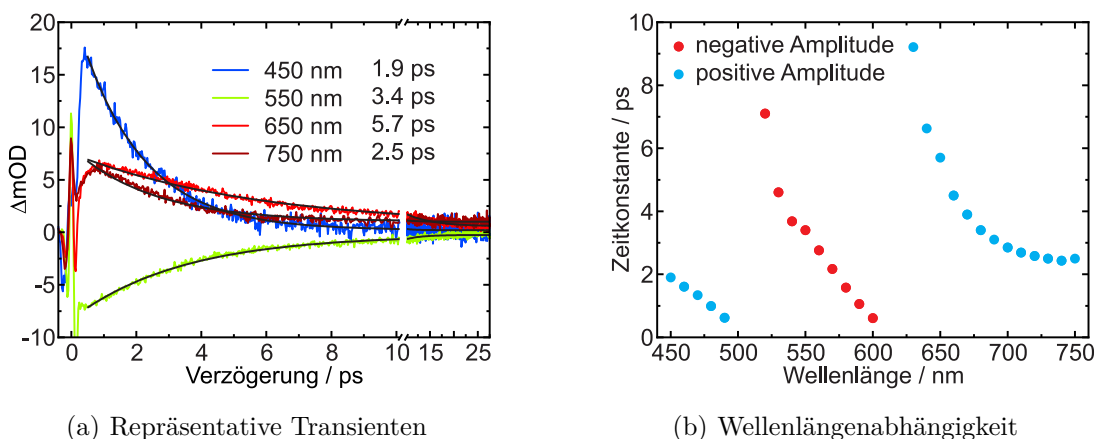 20
15
10
5
0
-5
-10
ΔmOD
450 nm 1.9 ps
550 nm 3.4 ps
650 nm 5.7 ps
750 nm 2.5 ps
0 2 4 6 8 10 15 25
Verzögerung / ps
(a) Repräsentative Transienten
10
8
6
4
2
0
Zeitkonstante / ps
negative Amplitude
positive Amplitude
450 500 550 600 650 700 750
Wellenlänge / nm
(b) Wellenlängenabhängigkeit